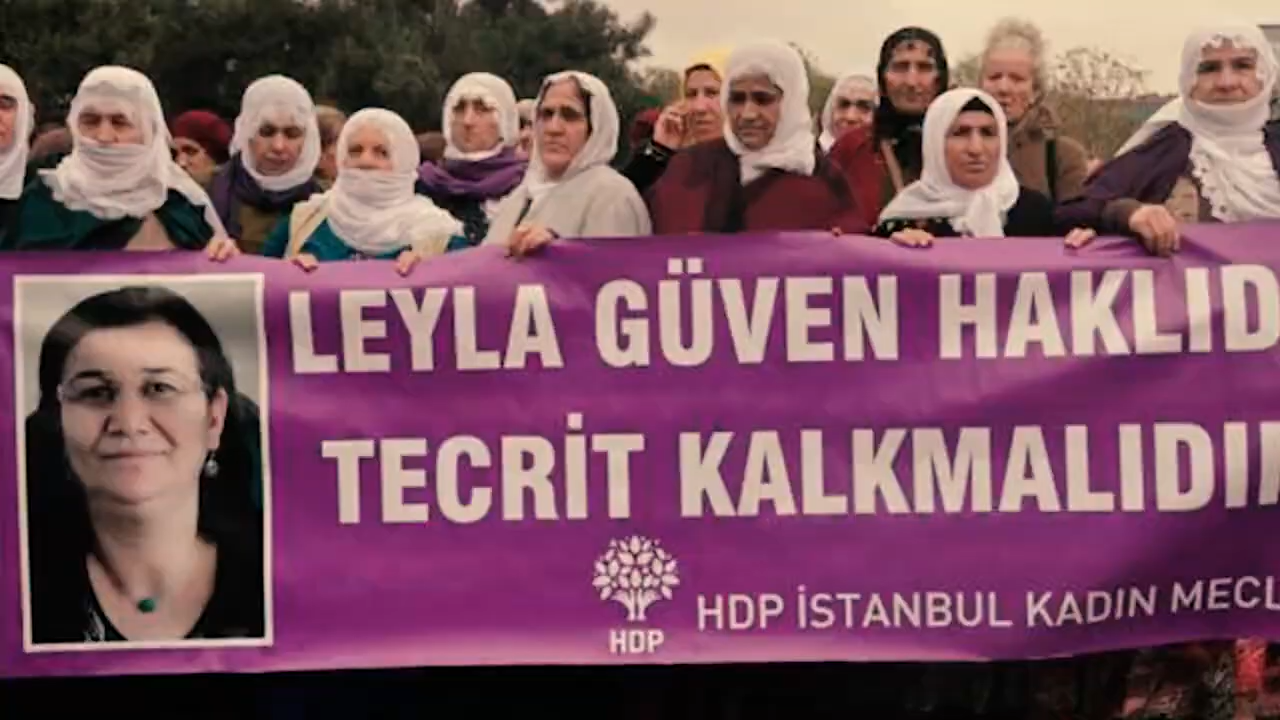 LEYLA GÜVEN HAKLID
TECRİT KALKMALIDI
HDP
HDP İSTANBUL KADIN MECL